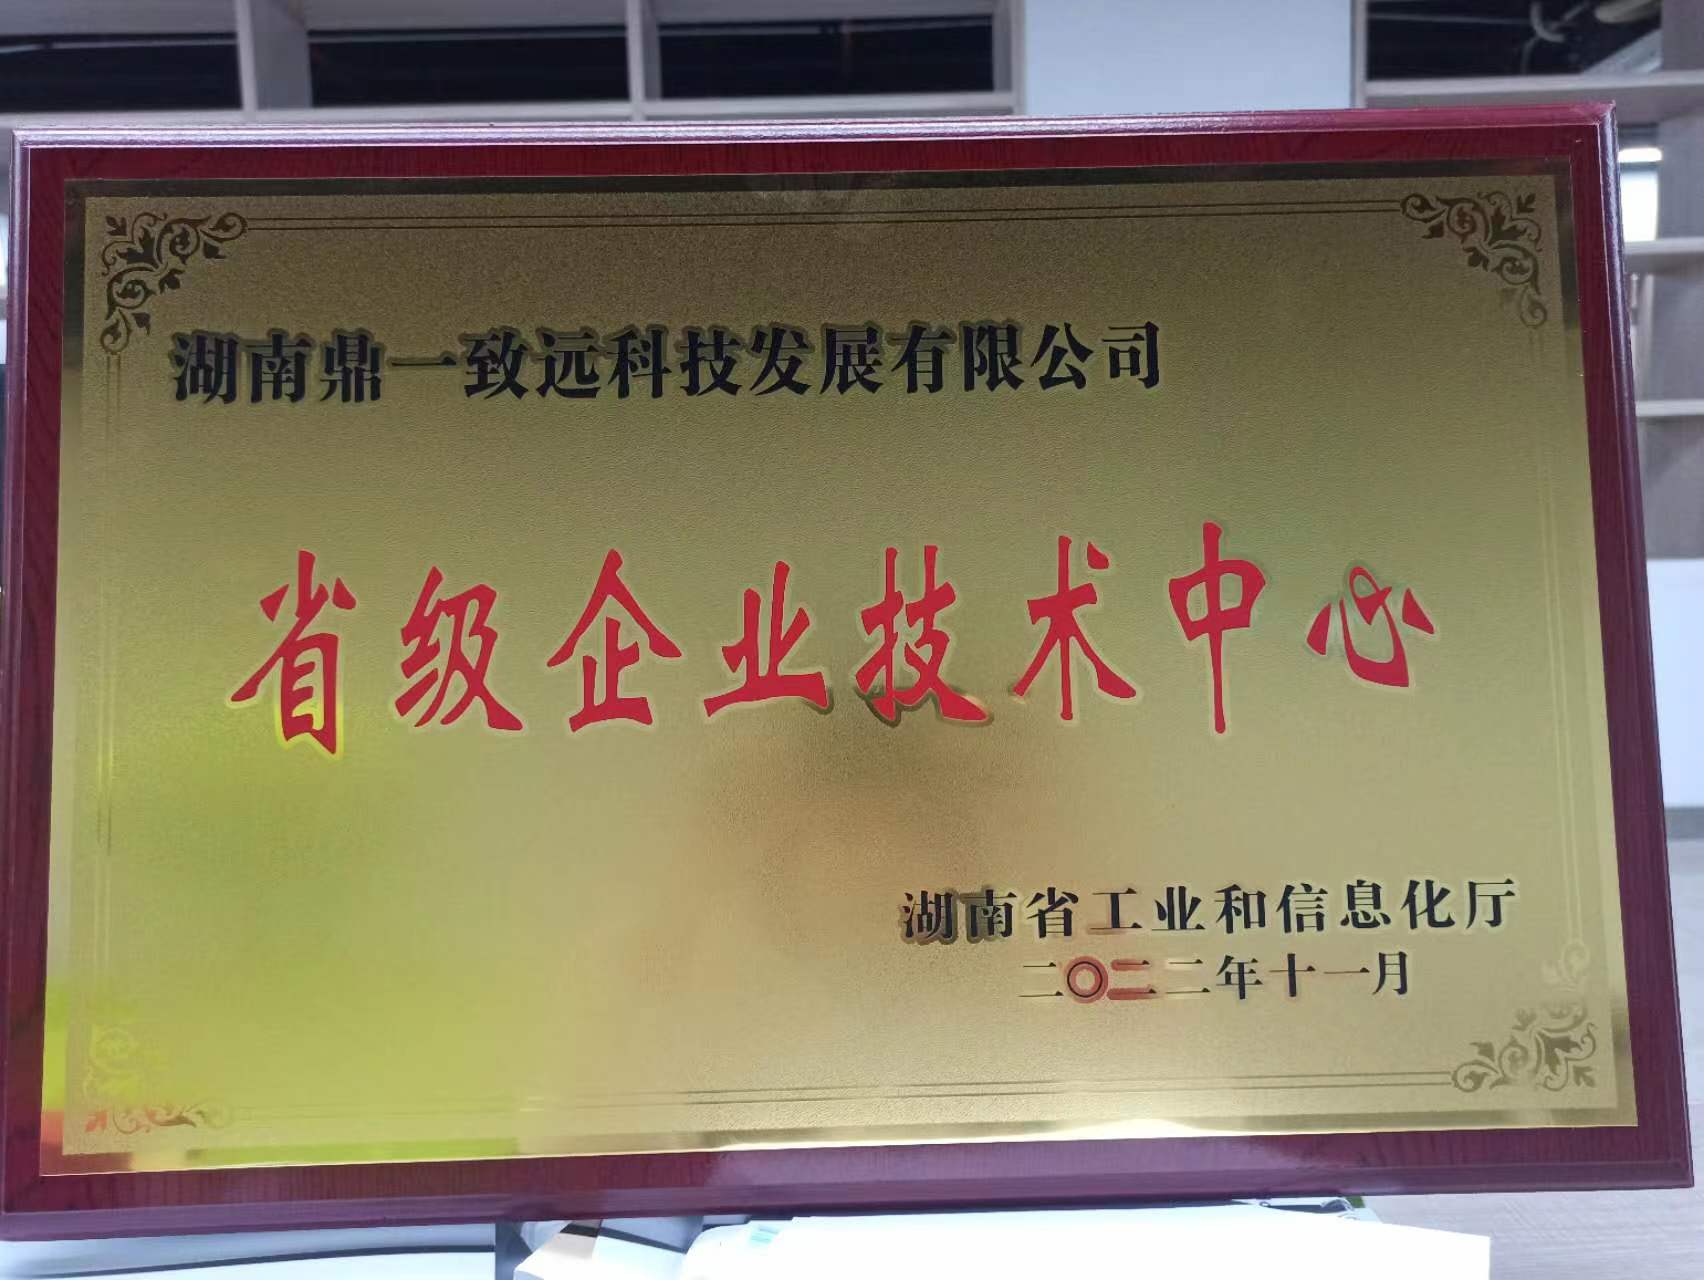 湖南鼎一致远科技发展有限公司
省级企业技术中心
湖南省工业和信息化厅
二〇二二年十一月